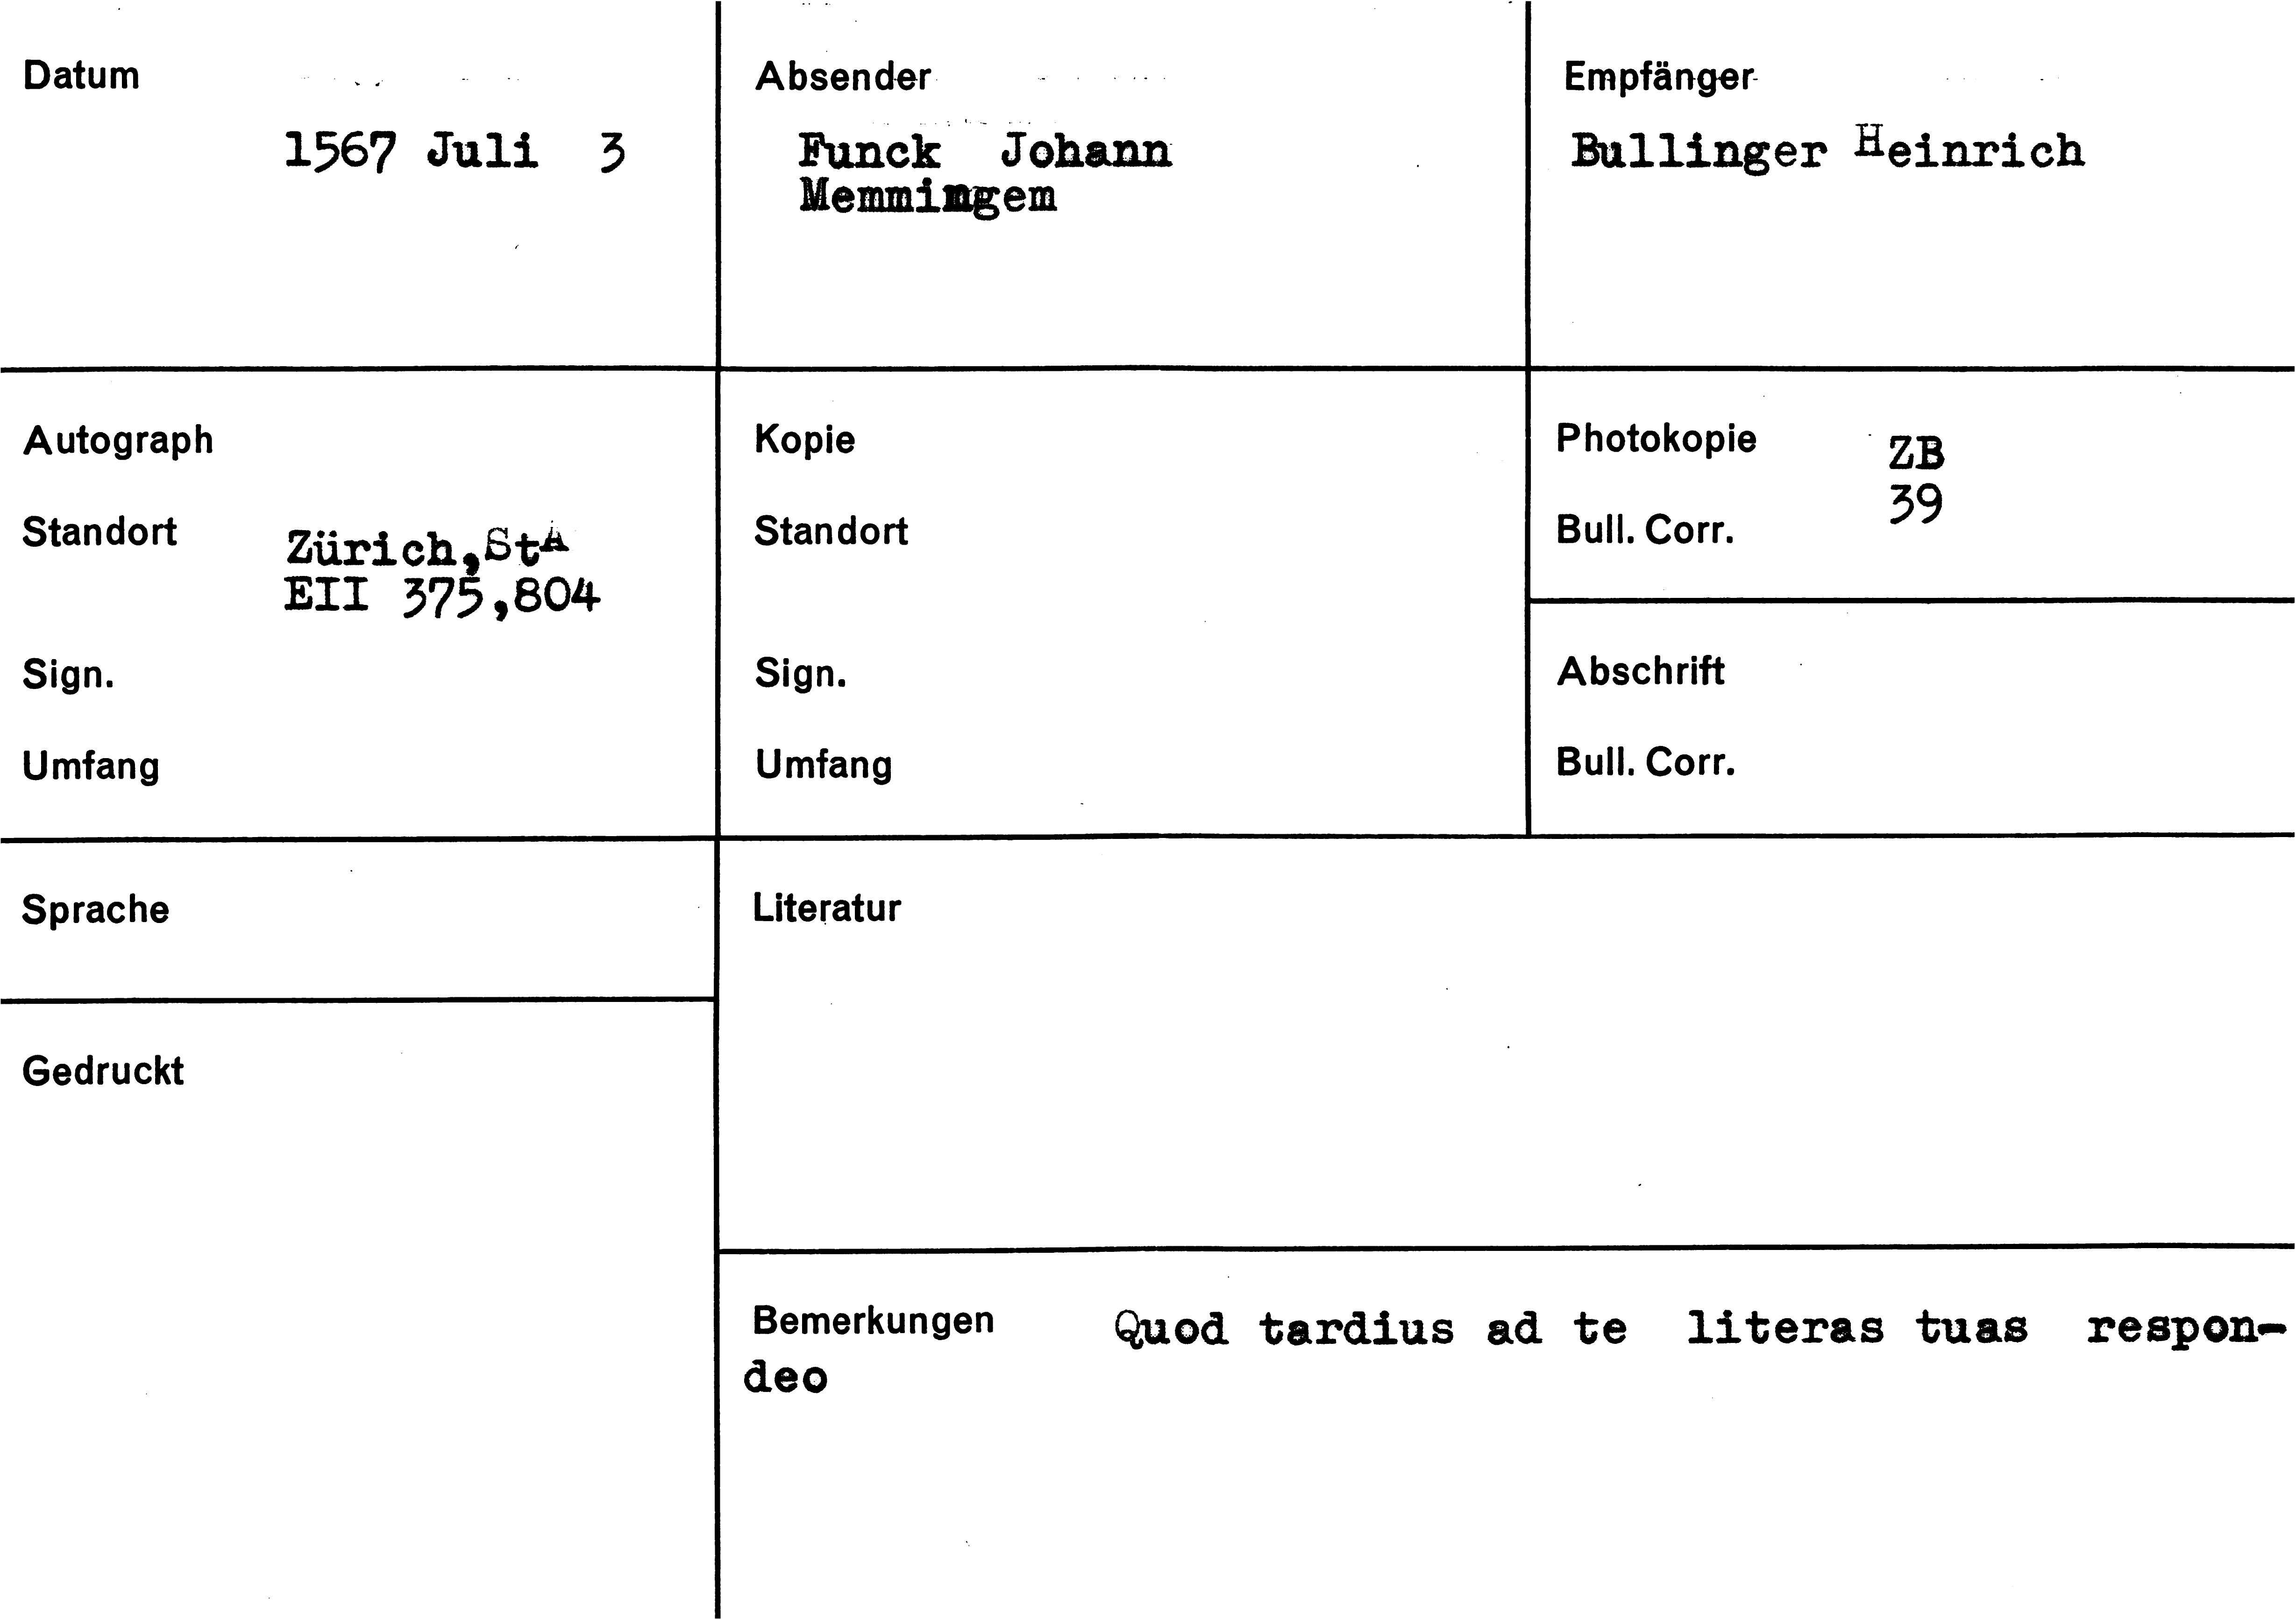 Datum
1567 Juli 3
Absender
Funck Johann
Memmingem
Empfänger
Bullinger Heinrich
Autograph
Standort
Zürich,StA
EII 375,804
Sign.
Umfang
Kopie
Standort
Sign.
Umfang
Photokopie ZB
39
Bull. Corr.
Abschrift
Bull. Corr.
Sprache
Gedruckt
Literatur
Bemerkungen Quod tardius ad te literas tuas respon-
deo